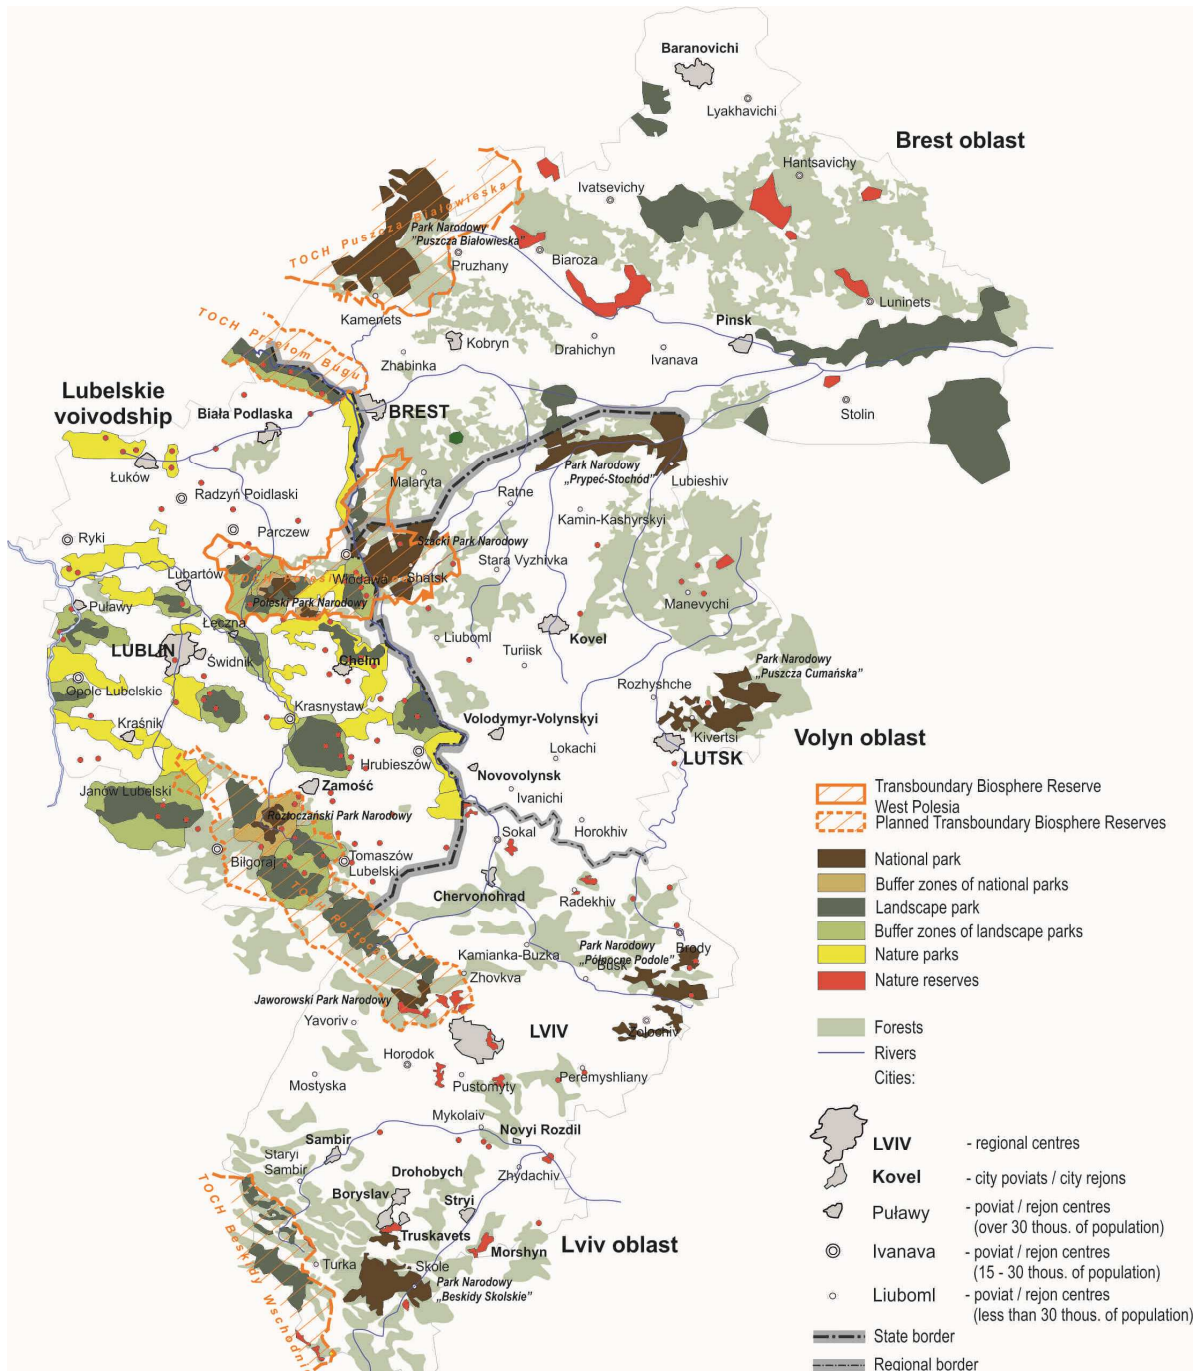 Baranovichi
Lyakhavichi
Brest oblast
Hantsavichy
Ivatsevichy
TOCH Puszcza Białowieska
Park Narodowy
"Puszcza Białowieska"
Pruzhany
Biaroza
Kamenets
Luninets
TOCH Przełom Bugu
Kobryn
Pinsk
Drahichyn
Ivanava
Zhabinka
Lubelskie
voivodship
Biała Podlaska
BREST
Stolin
Łuków
Malaryta
Park Narodowy
„Prypeć-Stochód”
Lubieshiv
Radzyń Poidlaski
Ratne
Kamin-Kashyrskyi
Parczew
Ryki
Szacki Park Narodowy
Stara Vyzhivka
Lubartów
Włodawa
Shatsk
Poleski Park Narodowy
Manevychi
Puławy
Łęczna
Liuboml
Kovel
LUBLIN
Świdnik
Chełm
Turiisk
Park Narodowy
„Puszcza Cumańska”
Opole Lubelskie
Rozhyshche
Krasnystaw
Kraśnik
Volodymyr-Volynskyi
Kivertsi
Lokachi
LUTSK
Volyn oblast
Hrubieszów
Novovolynsk
Zamość
Janów Lubelski
Ivanichi
Roztoczański Park Narodowy
Sokal
Horokhiv
Biłgoraj
Tomaszów
Lubelski
Chervonohrad
Radekhiv
TOCH Roztocze
Kamianka-Buzka
Park Narodowy
„Północne Podole”
Brody
Busk
Zhovkva
Jaworowski Park Narodowy
Yavoriv
LVIV
Zolochiv
Horodok
Mostyska
Pustomyty
Peremyshliany
Mykolaiv
Novyi Rozdil
Sambir
Staryi
Sambir
Zhydachiv
Drohobych
Boryslav
Stryi
Truskavets
Morshyn
Lviv oblast
Turka
Skole
Park Narodowy
„Beskidy Skolskie”
TOCH Beskidy Wschodnie
Transboundary Biosphere Reserve
West Polesia
Planned Transboundary Biosphere Reserves
National park
Buffer zones of national parks
Landscape park
Buffer zones of landscape parks
Nature parks
Nature reserves
Forests
Rivers
Cities:
LVIV - regional centres
Kovel - city poviats / city rejons
Puławy - poviat / rejon centres
(over 30 thous. of population)
Ivanava - poviat / rejon centres
(15 - 30 thous. of population)
Liuboml - poviat / rejon centres
(less than 30 thous. of population)
State border
Regional border